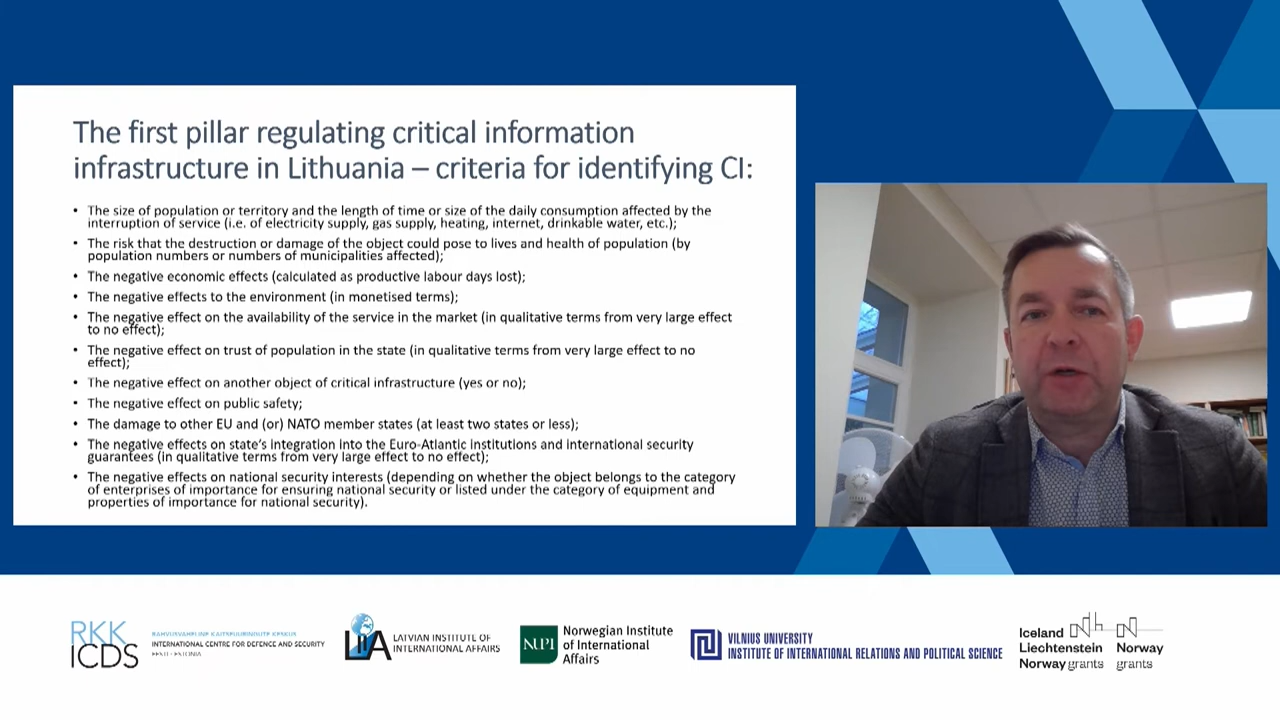 The first pillar regulating critical information
infrastructure in Lithuania – criteria for identifying CI:
• The size of population or territory and the length of time or size of the daily consumption affected by the
interruption of service (i.e. of electricity supply, gas supply, heating, internet, drinkable water, etc.);
• The risk that the destruction or damage of the object could pose to lives and health of population (by
population numbers or numbers of municipalities affected);
• The negative economic effects (calculated as productive labour days lost);
• The negative effects to the environment (in monetised terms);
• The negative effect on the availability of the service in the market (in qualitative terms from very large effect
to no effect);
• The negative effect on trust of population in the state (in qualitative terms from very large effect to no
effect);
• The negative effect on another object of critical infrastructure (yes or no);
• The negative effect on public safety;
• The damage to other EU and (or) NATO member states (at least two states or less);
• The negative effects on state's integration into the Euro-Atlantic institutions and international security
guarantees (in qualitative terms from very large effect to no effect);
• The negative effects on national security interests (depending on whether the object belongs to the category
of enterprises of importance for ensuring national security or listed under the category of equipment and
properties of importance for national security).
RKK
ICDS
RAHVUSVAHELINE KAITSEUURINGUTE KESKUS
INTERNATIONAL CENTRE FOR DEFENCE AND SECURITY
EESTI • ESTONIA
LIIA
LATVIAN INSTITUTE OF
INTERNATIONAL AFFAIRS
NUPI
Norwegian Institute
of International
Affairs
VILNIUS UNIVERSITY
INSTITUTE OF INTERNATIONAL RELATIONS AND POLITICAL SCIENCE
Iceland
Liechtenstein
Norway grants
Norway
grants